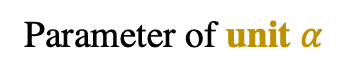 Parameter of unit α